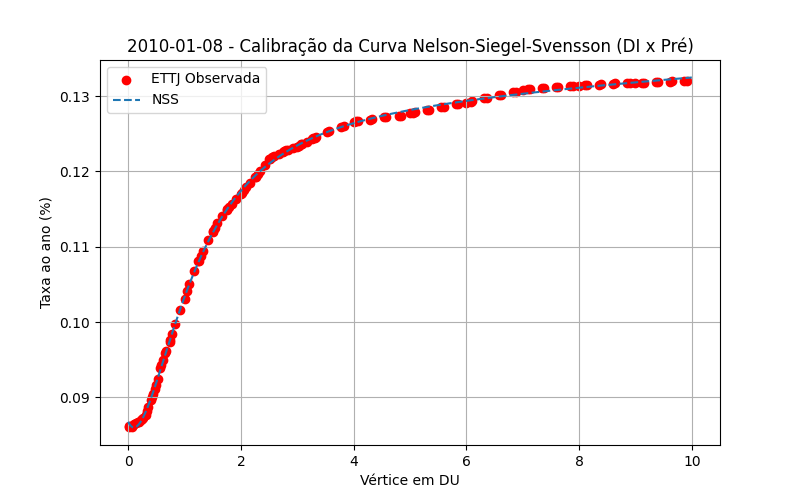 2010-01-08 - Calibração da Curva Nelson-Siegel-Svensson (DI x Pré)
ETTJ Observada
NSS
Taxa ao ano (%)
0.13
0.12
0.11
0.10
0.09
0 2 4 6 8 10
Vértice em DU